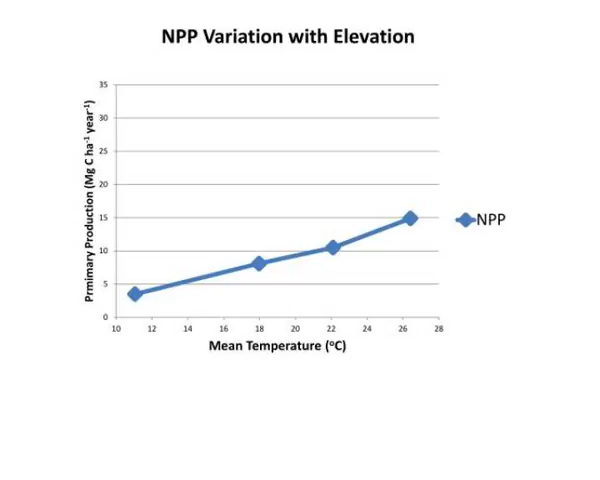 NPP Variation with Elevation
Prmimary Production (Mg C ha⁻¹ year⁻¹)
35
30
25
20
15
10
5
0
10 12 14 16 18 20 22 24 26 28
Mean Temperature (ºC)
NPP